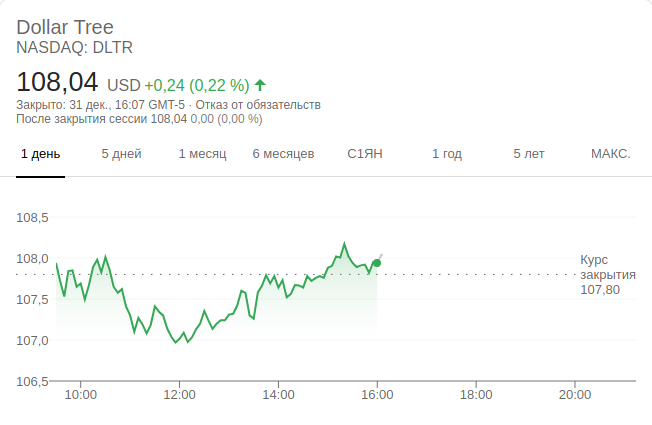 Dollar Tree
NASDAQ: DLTR
108,04 USD +0,24 (0,22 %)
Закрыто: 31 дек., 16:07 GMT-5 · Отказ от обязательств
После закрытия сессии 108,04 0,00 (0,00 %)
1 день 5 дней 1 месяц 6 месяцев С1ЯН 1 год 5 лет МАКС.
108,5
108,0
107,5
107,0
106,5
Курс
закрытия
107,80
10:00 12:00 14:00 16:00 18:00 20:00